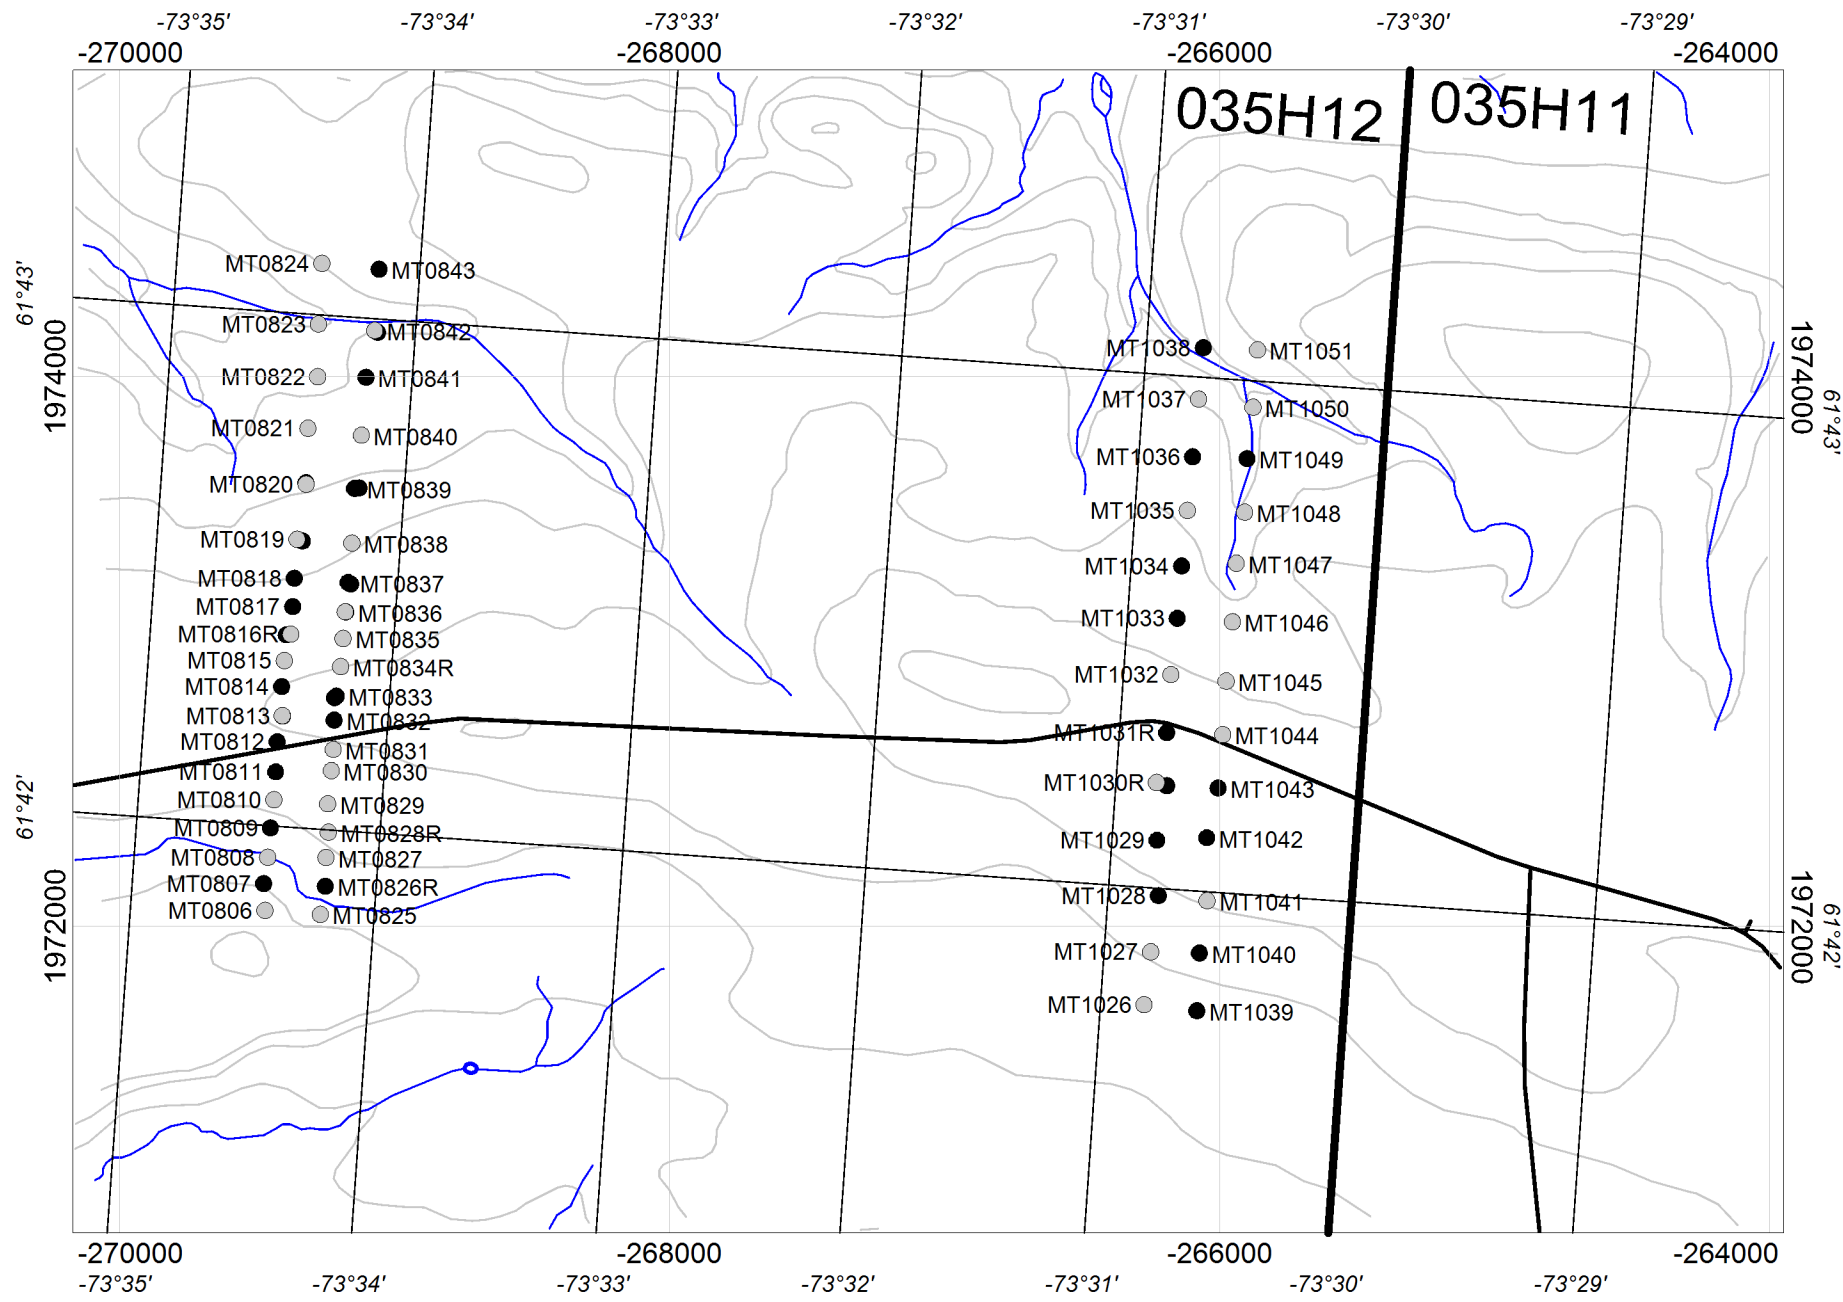 -73°35' -73°34' -73°33' -73°32' -73°31' -73°30' -73°29'
-270000 -268000 -266000 -264000
035H12 035H11
61°43'
MT0824 MT0843
MT0823 MT0842
1974000
1974000
MT1038 MT1051
MT0822 MT0841
MT1037 MT1050
61°43'
MT0821 MT0840
MT1036 MT1049
MT0820 MT0839
MT1035 MT1048
MT0819 MT0838
MT1034 MT1047
MT0818 MT0837
MT0817 MT0836
MT1033 MT1046
MT0816R MT0835
MT0815 MT0834R
MT1032 MT1045
MT0814 MT0833
MT0813 MT0832
MT1031R MT1044
MT0812 MT0831
MT0811 MT0830
MT1030R MT1043
61°42'
MT0810 MT0829
MT0809 MT0828R
MT1029 MT1042
MT0808 MT0827
MT0807 MT0826R
MT1028 MT1041
MT0806 MT0825
1972000
1972000
61°42'
MT1027 MT1040
MT1026 MT1039
-270000 -268000 -266000 -264000
-73°35' -73°34' -73°33' -73°32' -73°31' -73°30' -73°29'